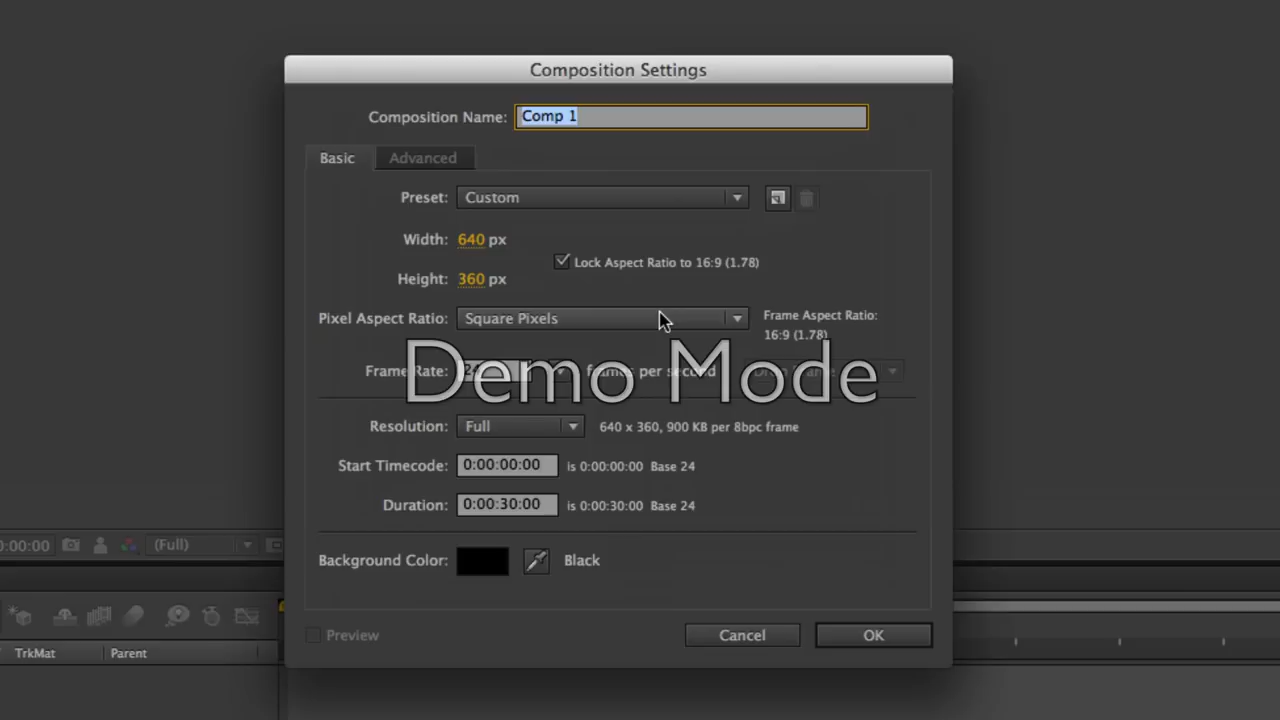 Composition Settings
Composition Name: Comp 1
Basic Advanced
Preset: Custom
Width: 640 px
Lock Aspect Ratio to 16:9 (1.78)
Height: 360 px
Pixel Aspect Ratio: Square Pixels
Frame Aspect Ratio:
16:9 (1.78)
Frame Rate: frames per second
Demo Mode
Resolution: Full 640 x 360, 900 KB per 8bpc frame
Start Timecode: 0:00:00:00 is 0:00:00:00 Base 24
Duration: 0:00:30:00 is 0:00:30:00 Base 24
0:00:00 (Full)
Background Color: Black
Preview Cancel OK
TrkMat Parent